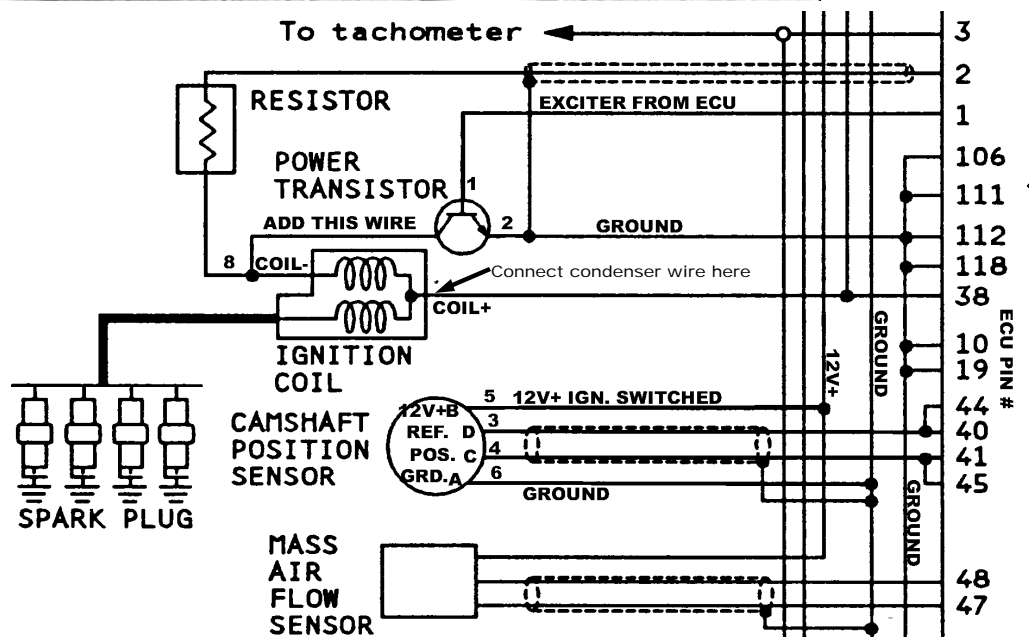 To tachometer
3
2
RESISTOR
EXCITER FROM ECU
1
POWER
TRANSISTOR
1
106
111
ADD THIS WIRE
2
GROUND
112
8
COIL-
118
Connect condenser wire here
38
COIL+
IGNITION
COIL
GROUND
12V+
ECU PIN #
10
19
5
12V+ IGN. SWITCHED
44
CAMSHAFT
POSITION
SENSOR
12V+B
REF. D
POS. C
GRD.A
3
4
6
40
41
45
GROUND
GROUND
SPARK PLUG
MASS
AIR
FLOW
SENSOR
48
47